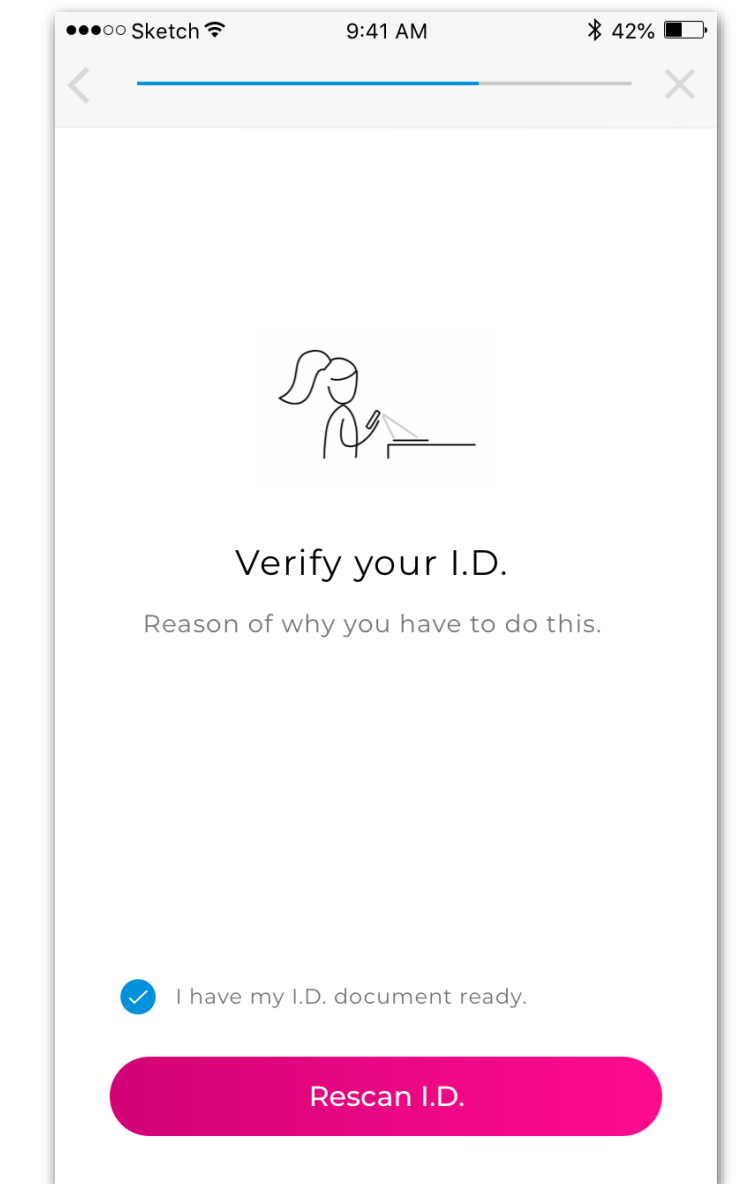 Sketch 9:41 AM 42%
Verify your I.D.
Reason of why you have to do this.
I have my I.D. document ready.
Rescan I.D.